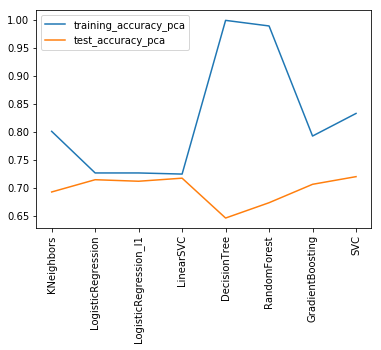 training_accuracy_pca
test_accuracy_pca
1.00
0.95
0.90
0.85
0.80
0.75
0.70
0.65
KNeighbors
LogisticRegression
LogisticRegression_l1
LinearSVC
DecisionTree
RandomForest
GradientBoosting
SVC